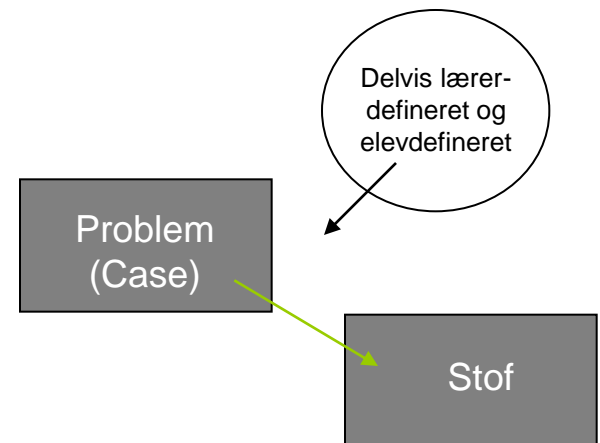 Delvis lærer-
defineret og
elevdefineret
Problem
(Case)
Stof